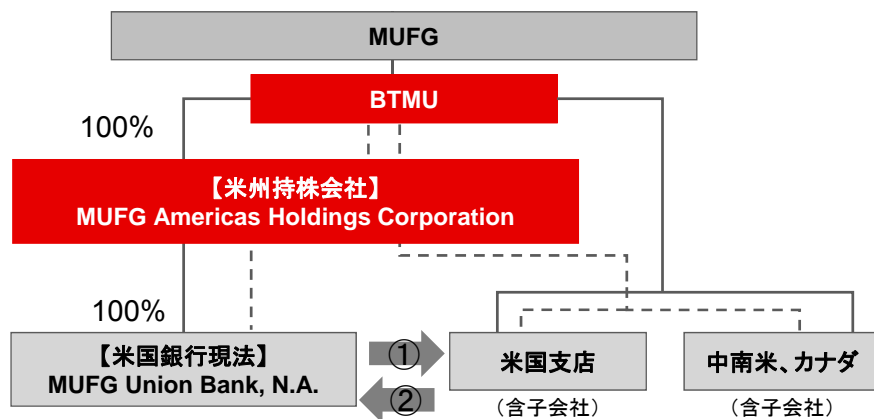 MUFG
BTMU
100%
【米州持株会社】
MUFG Americas Holdings Corporation
100%
【米国銀行現法】
MUFG Union Bank, N.A.
①
②
米国支店
(含子会社)
中南米、カナダ
(含子会社)